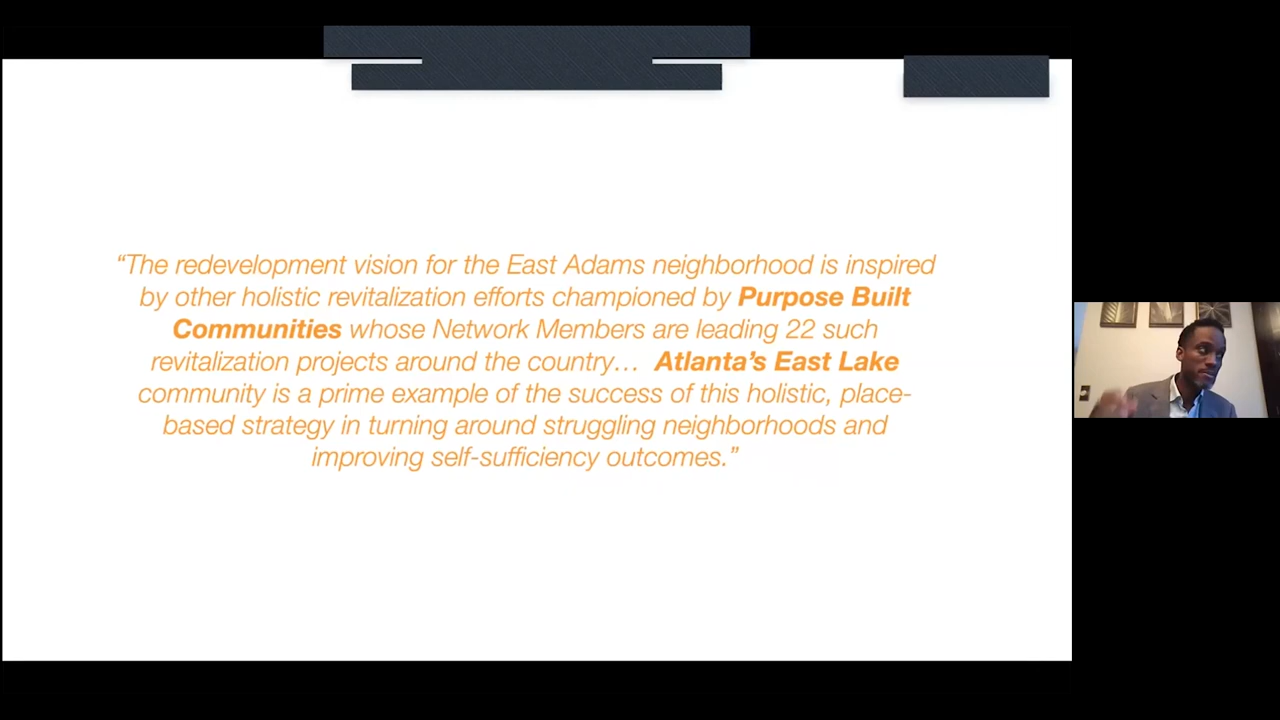 “The redevelopment vision for the East Adams neighborhood is inspired
by other holistic revitalization efforts championed by Purpose Built
Communities whose Network Members are leading 22 such
revitalization projects around the country… Atlanta’s East Lake
community is a prime example of the success of this holistic, place-
based strategy in turning around struggling neighborhoods and
improving self-sufficiency outcomes.”